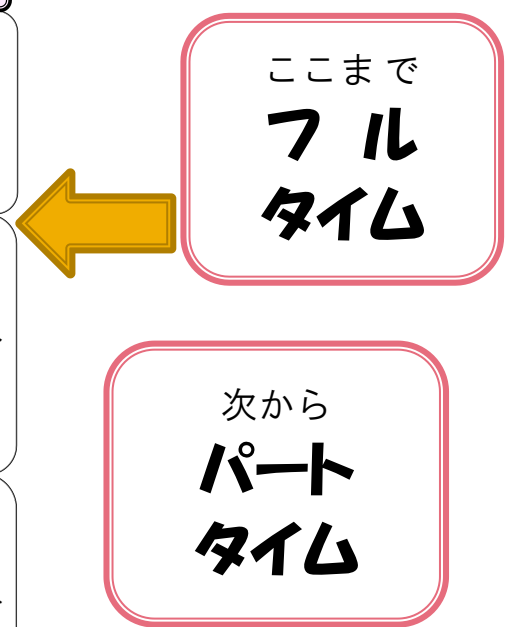 ここまで
フル
タイム
次から
パート
タイム